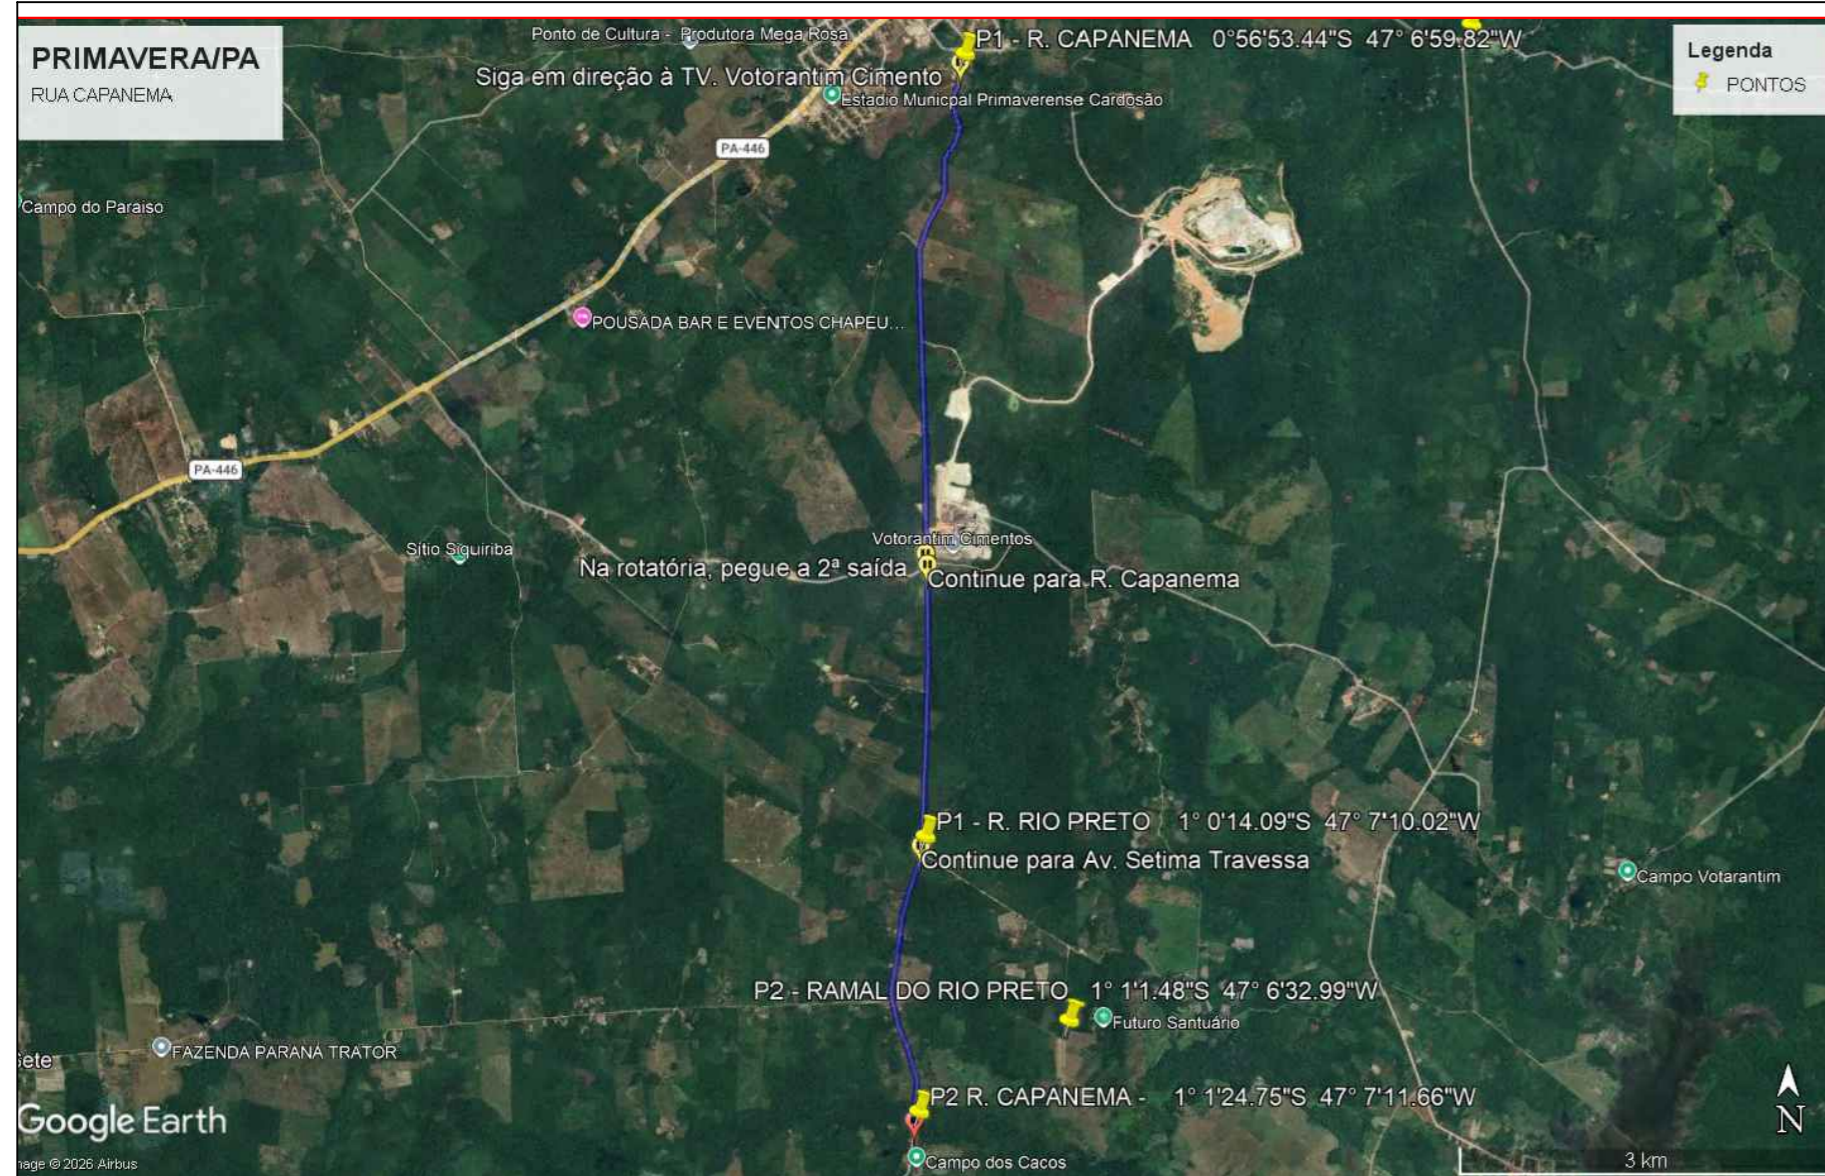 PRIMAVERA/PA
RUA CAPANEMA
Ponto de Cultura - Produtora Mega Rosa
P1 - R. CAPANEMA 0°56'53.44"S 47° 6'59.82"W
Legenda
PONTOS
Siga em direção à TV. Votorantim Cimento
Estadio Municpal Primaverense Cardosão
PA-446
Campo do Paraiso
POUSADA BAR E EVENTOS CHAPEU...
PA-446
Votorantim Cimentos
Sítio Siquiriba
Na rotatória, pegue a 2ª saída
Continue para R. Capanema
P1 - R. RIO PRETO 1° 0'14.09"S 47° 7'10.02"W
Continue para Av. Setima Travessa
Campo Votarantim
P2 - RAMAL DO RIO PRETO 1° 1'1.48"S 47° 6'32.99"W
Futuro Santuário
FAZENDA PARANÁ TRATOR
ete
P2 R. CAPANEMA - 1° 1'24.75"S 47° 7'11.66"W
Google Earth
N
Campo dos Cacos
3 km
mage © 2026 Airbus